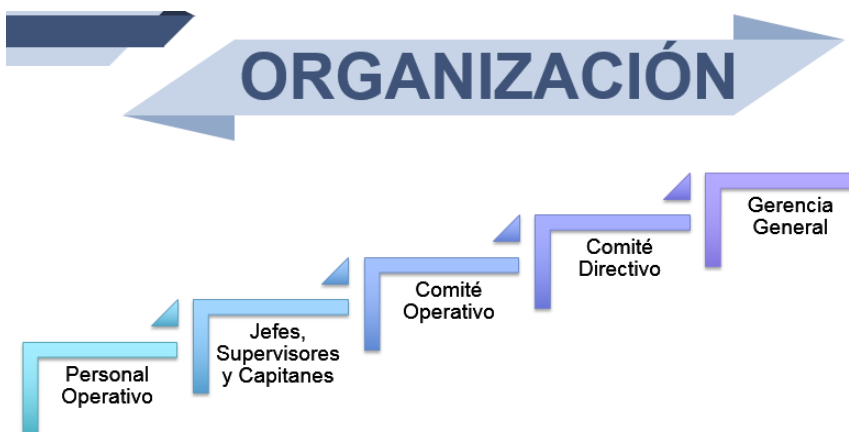 ORGANIZACIÓN
Personal
Operativo
Jefes,
Supervisores
y Capitanes
Comité
Operativo
Comité
Directivo
Gerencia
General